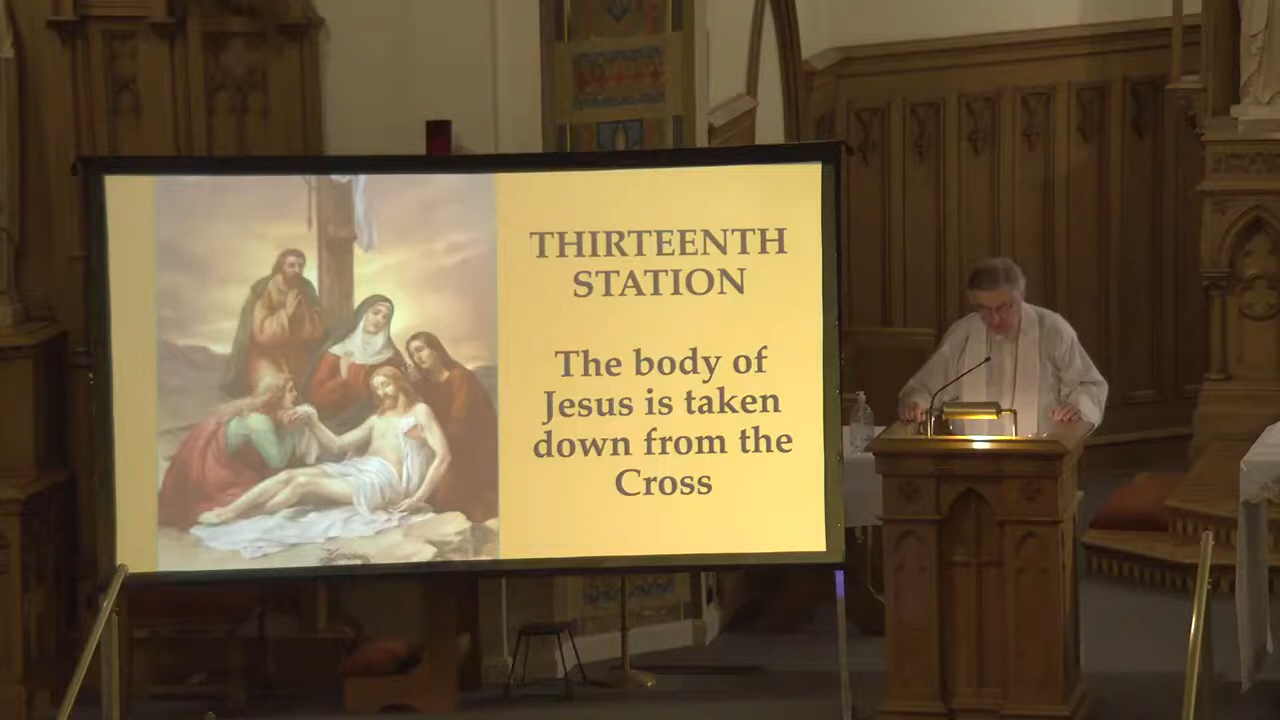 THIRTEENTH
STATION
The body of
Jesus is taken
down from the
Cross